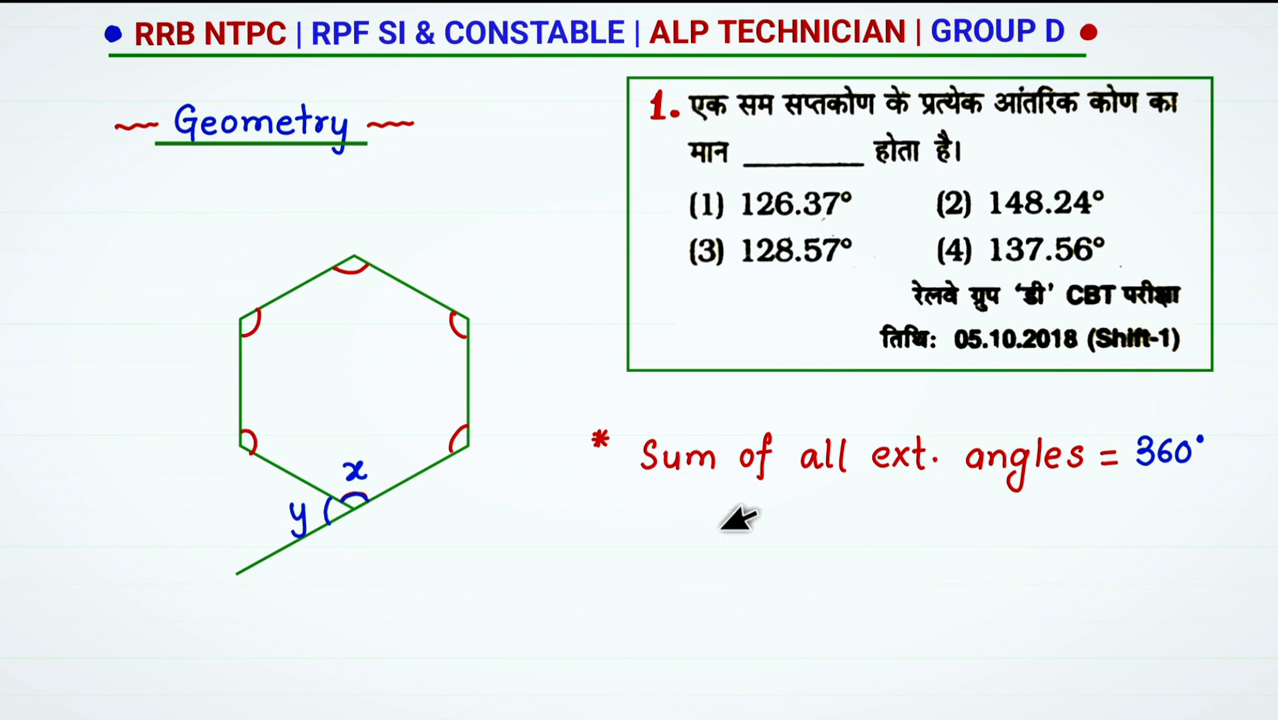 • RRB NTPC | RPF SI & CONSTABLE | ALP TECHNICIAN | GROUP D •
~ Geometry ~
1. एक सम सप्तकोण के प्रत्येक आंतरिक कोण का
मान ________ होता है।
(1) 126.37° (2) 148.24°
(3) 128.57° (4) 137.56°
रेलवे ग्रुप ‘डी’ CBT परीक्षा
तिथि: 05.10.2018 (Shift-1)
* Sum of all ext. angles = 360°
x
y